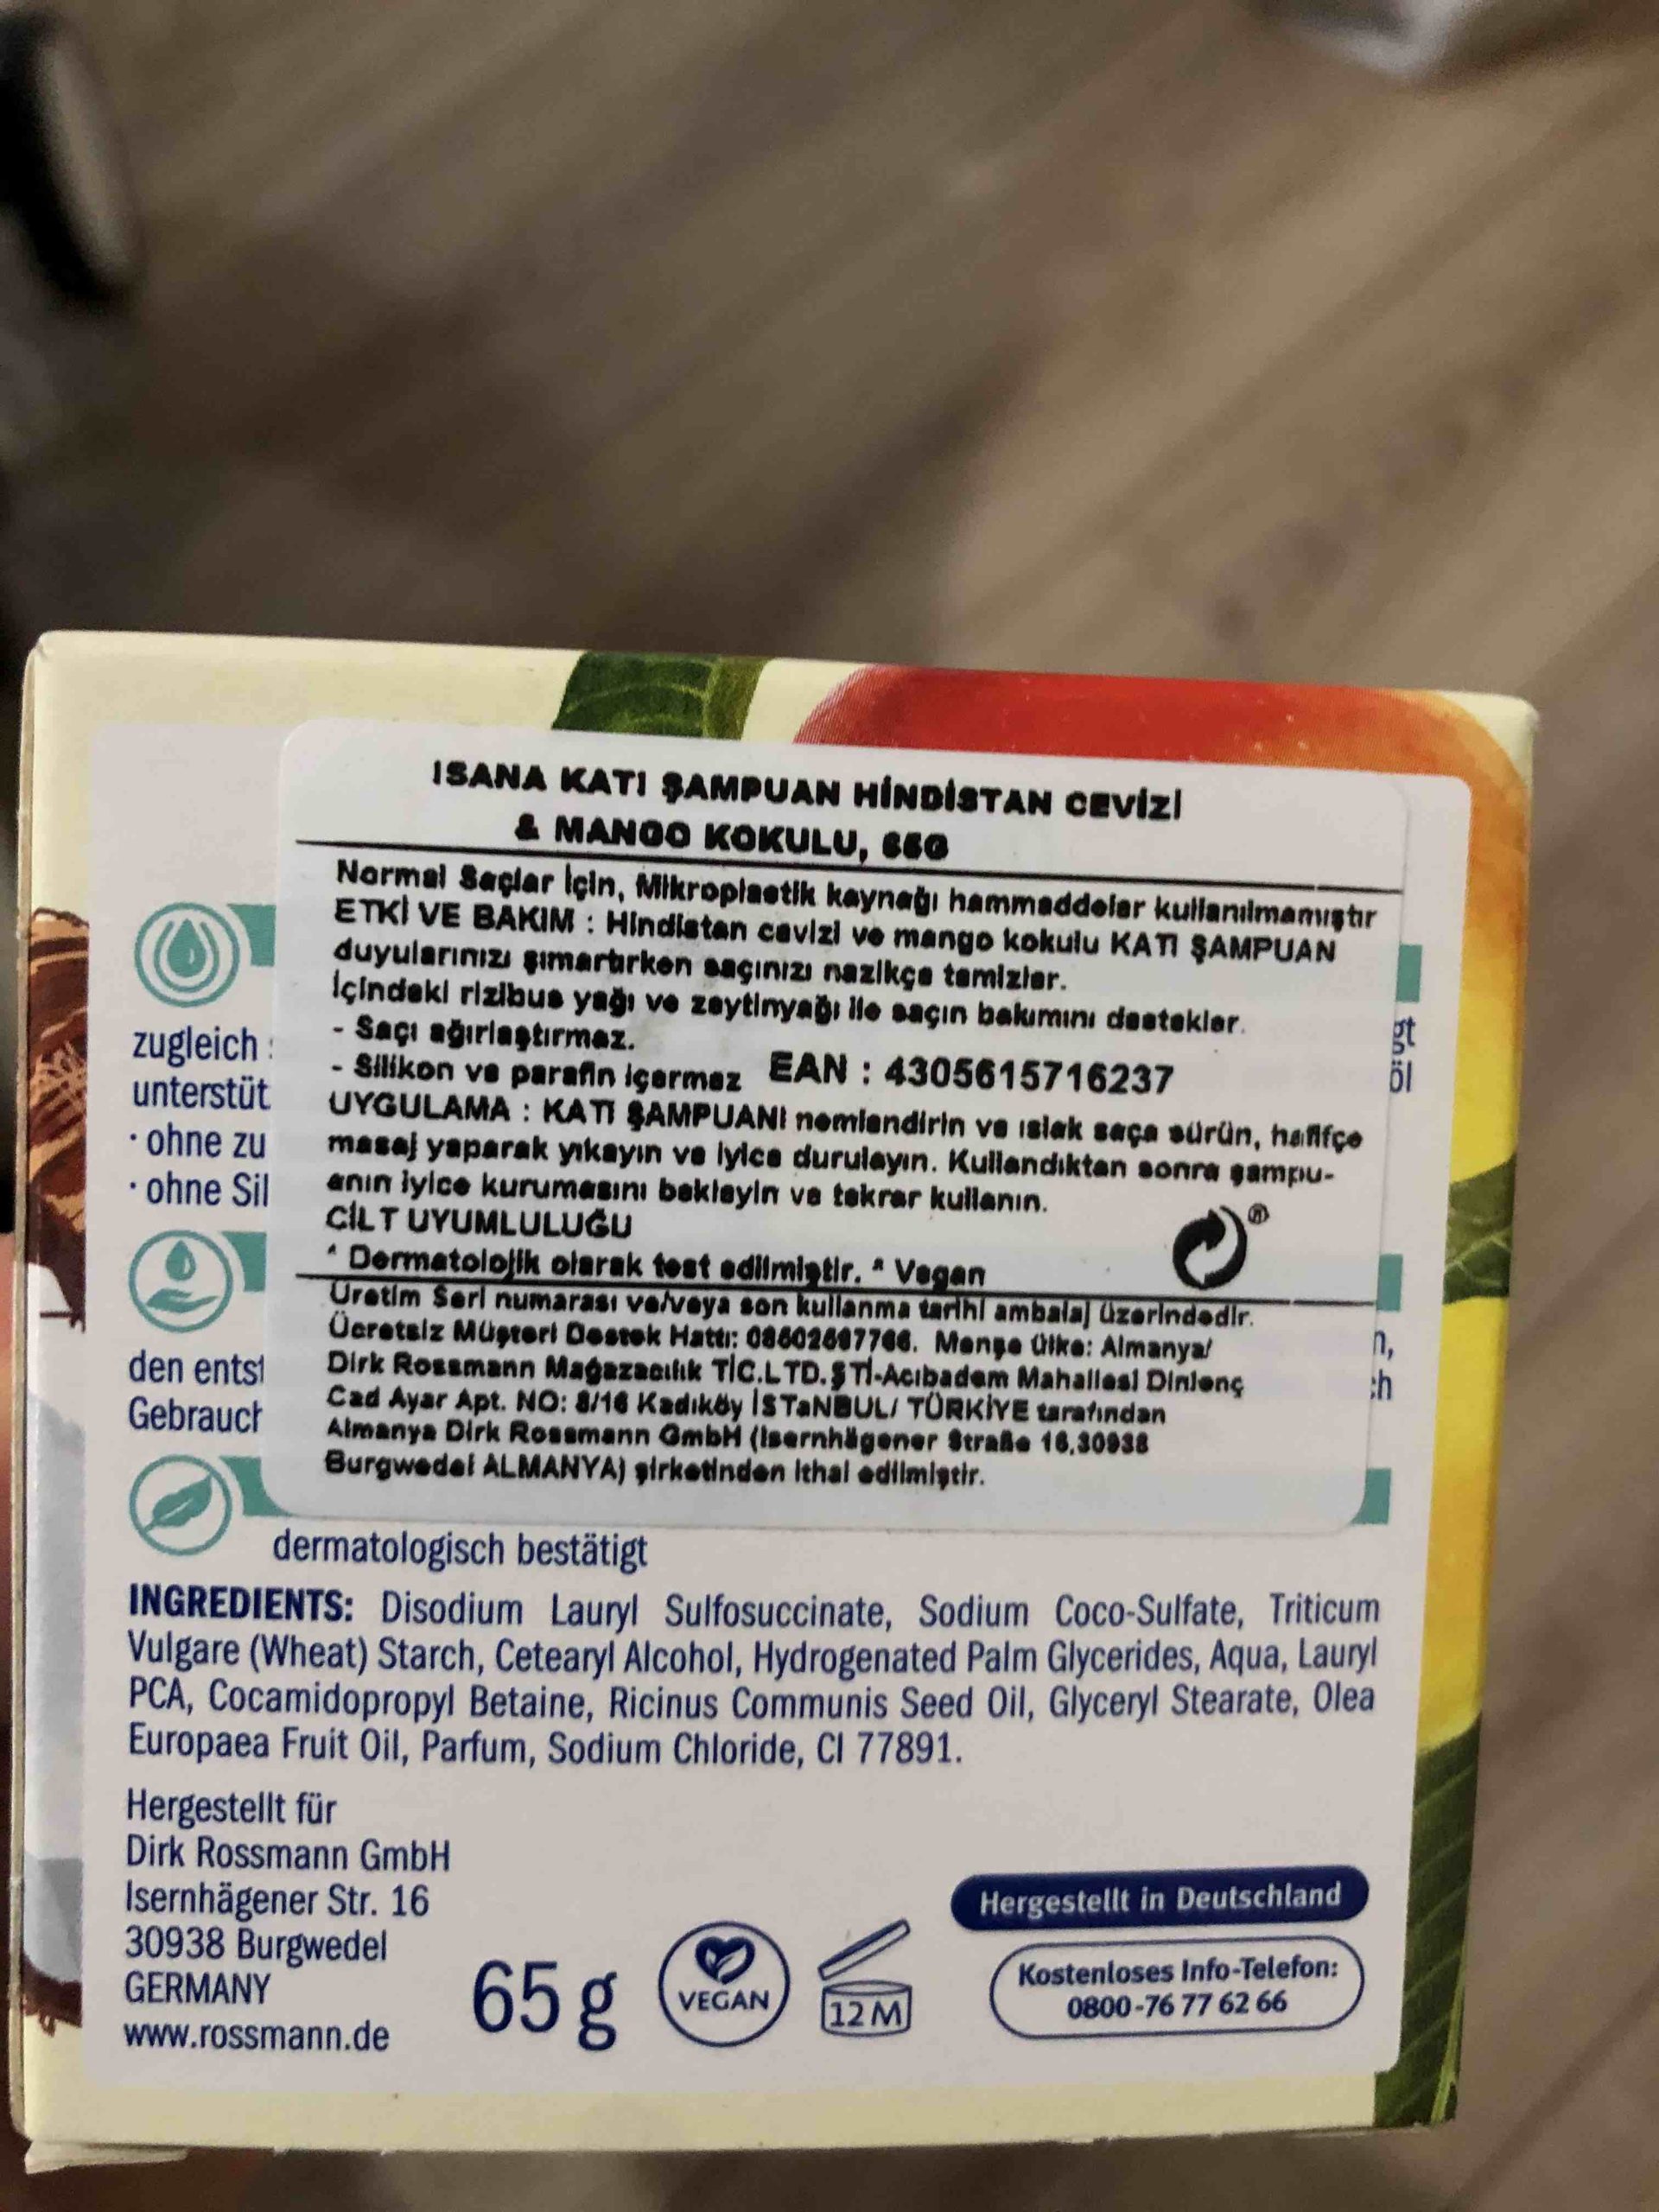 ISANA KATI ŞAMPUAN HİNDİSTAN CEVİZİ
& MANGO KOKULU, 65G
Normal Saçlar İçin, Mikroplastik kaynağı hammaddeler kullanılmamıştır
ETKİ VE BAKIM : Hindistan cevizi ve mango kokulu KATI ŞAMPUAN
duyularınızı şımartırken saçınızı nazikçe temizler.
İçindeki rizibus yağı ve zeytinyağı ile saçın bakımını destekler.
- Saçı ağırlaştırmaz.
- Silikon ve parafin içermez EAN : 4305615716237
UYGULAMA : KATI ŞAMPUANI nemlendirin ve ıslak saça sürün, hafifçe
masaj yaparak yıkayın ve iyice durulayın. Kullandıktan sonra şampu-
anın iyice kurumasını bekleyin ve tekrar kullanın.
CİLT UYUMLULUĞU
* Dermatolojik olarak test edilmiştir. * Vegan
Üretim Seri numarası ve/veya son kullanma tarihi ambalaj üzerindedir.
Ücretsiz Müşteri Destek Hattı: 08502697766. Menşe Ülke: Almanya/
Dirk Rossmann Mağazacılık TİC.LTD.ŞTİ-Acıbadem Mahallesi Dinlenç
Cad Ayar Apt. NO: 8/16 Kadıköy İSTaNBUL/ TÜRKİYE tarafından
Almanya Dirk Rossmann GmbH (Isernhägener Straße 16,30938
Burgwedel ALMANYA) şirketinden ithal edilmiştir.
zugleich
unterstüt
· ohne zu
· ohne Sil
gt
öl
den entst
Gebrauch
n,
ch
dermatologisch bestätigt
INGREDIENTS: Disodium Lauryl Sulfosuccinate, Sodium Coco-Sulfate, Triticum
Vulgare (Wheat) Starch, Cetearyl Alcohol, Hydrogenated Palm Glycerides, Aqua, Lauryl
PCA, Cocamidopropyl Betaine, Ricinus Communis Seed Oil, Glyceryl Stearate, Olea
Europaea Fruit Oil, Parfum, Sodium Chloride, CI 77891.
Hergestellt für
Dirk Rossmann GmbH
Isernhägener Str. 16
30938 Burgwedel
GERMANY
www.rossmann.de
65 g
VEGAN
12 M
Hergestellt in Deutschland
Kostenloses Info-Telefon:
0800-76 77 62 66